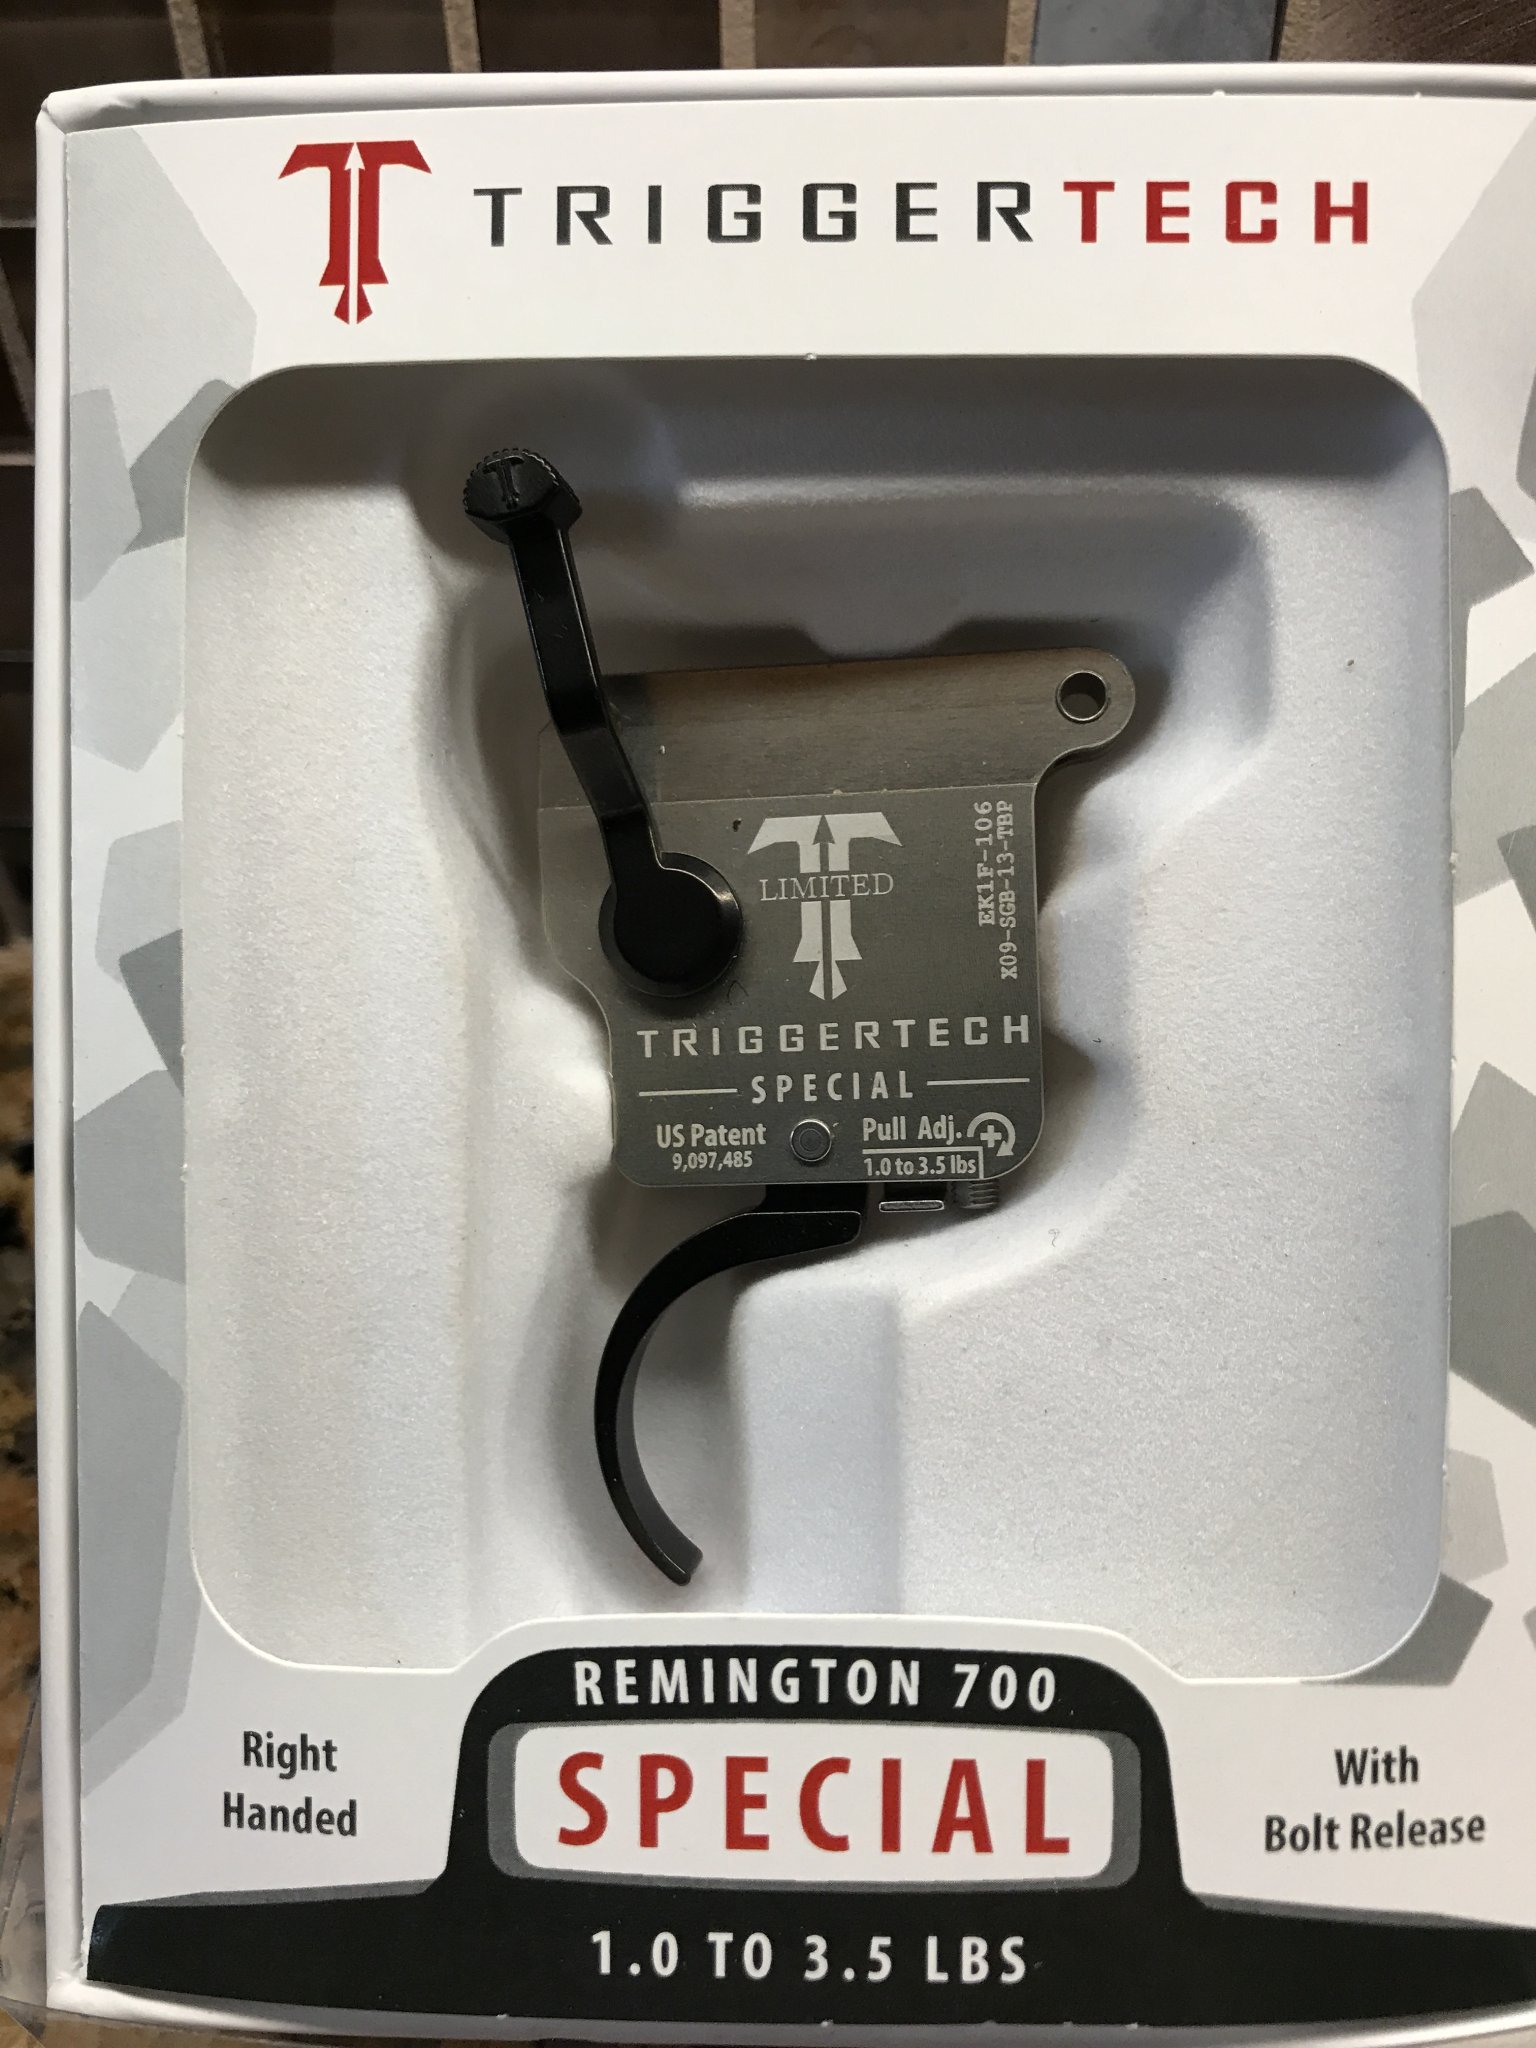 TRIGGERTECH
T
LIMITED
EK1F-106
X09-SGB-13-TBP
TRIGGERTECH
SPECIAL
US Patent
9,097,485
Pull Adj.
1.0 to 3.5 lbs
REMINGTON 700
SPECIAL
Right
Handed
With
Bolt Release
1.0 TO 3.5 LBS